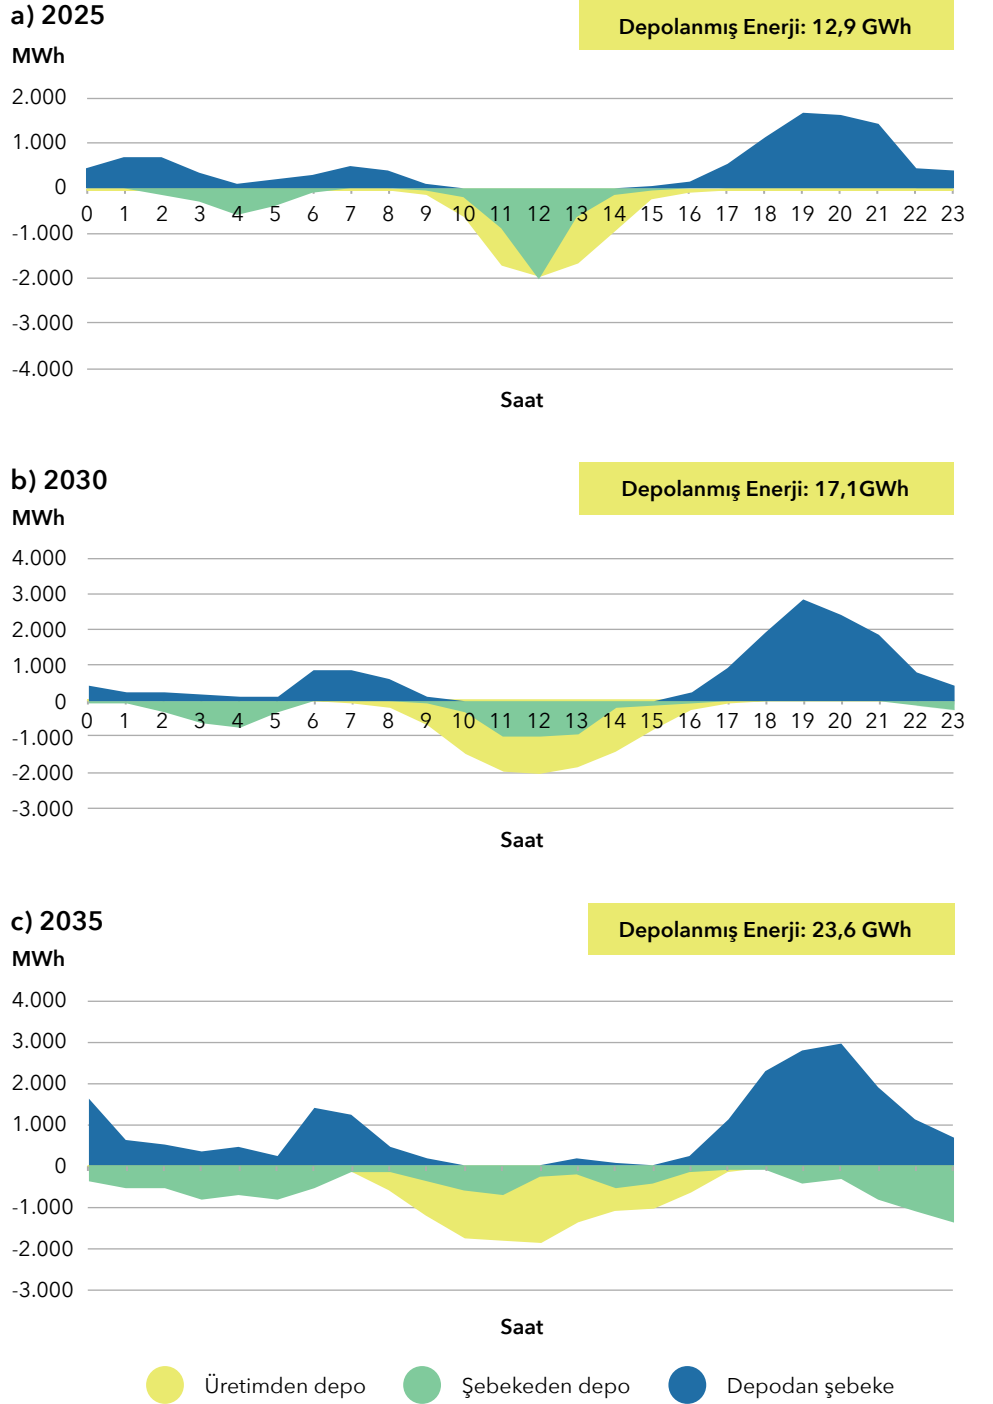 a) 2025
Depolanmış Enerji: 12,9 GWh
MWh
2.000
1.000
0
0 1 2 3 4 5 6 7 8 9 10 11 12 13 14 15 16 17 18 19 20 21 22 23
-1.000
-2.000
-3.000
-4.000
Saat
b) 2030
Depolanmış Enerji: 17,1GWh
MWh
4.000
3.000
2.000
1.000
0
0 1 2 3 4 5 6 7 8 9 10 11 12 13 14 15 16 17 18 19 20 21 22 23
-1.000
-2.000
-3.000
Saat
c) 2035
Depolanmış Enerji: 23,6 GWh
MWh
4.000
3.000
2.000
1.000
0
-1.000
-2.000
-3.000
Saat
Üretimden depo Şebekeden depo Depodan şebeke